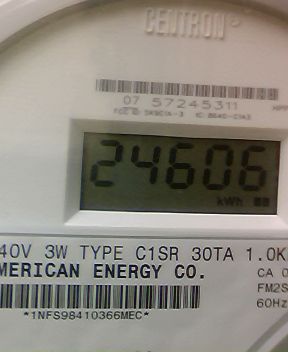 CENTRON
07 57245311
24606
kWh
40V 3W TYPE C1SR 30TA 1.0K
MERICAN ENERGY CO.
CA 0
FM2S
60Hz
*1NFS98410366MEC*